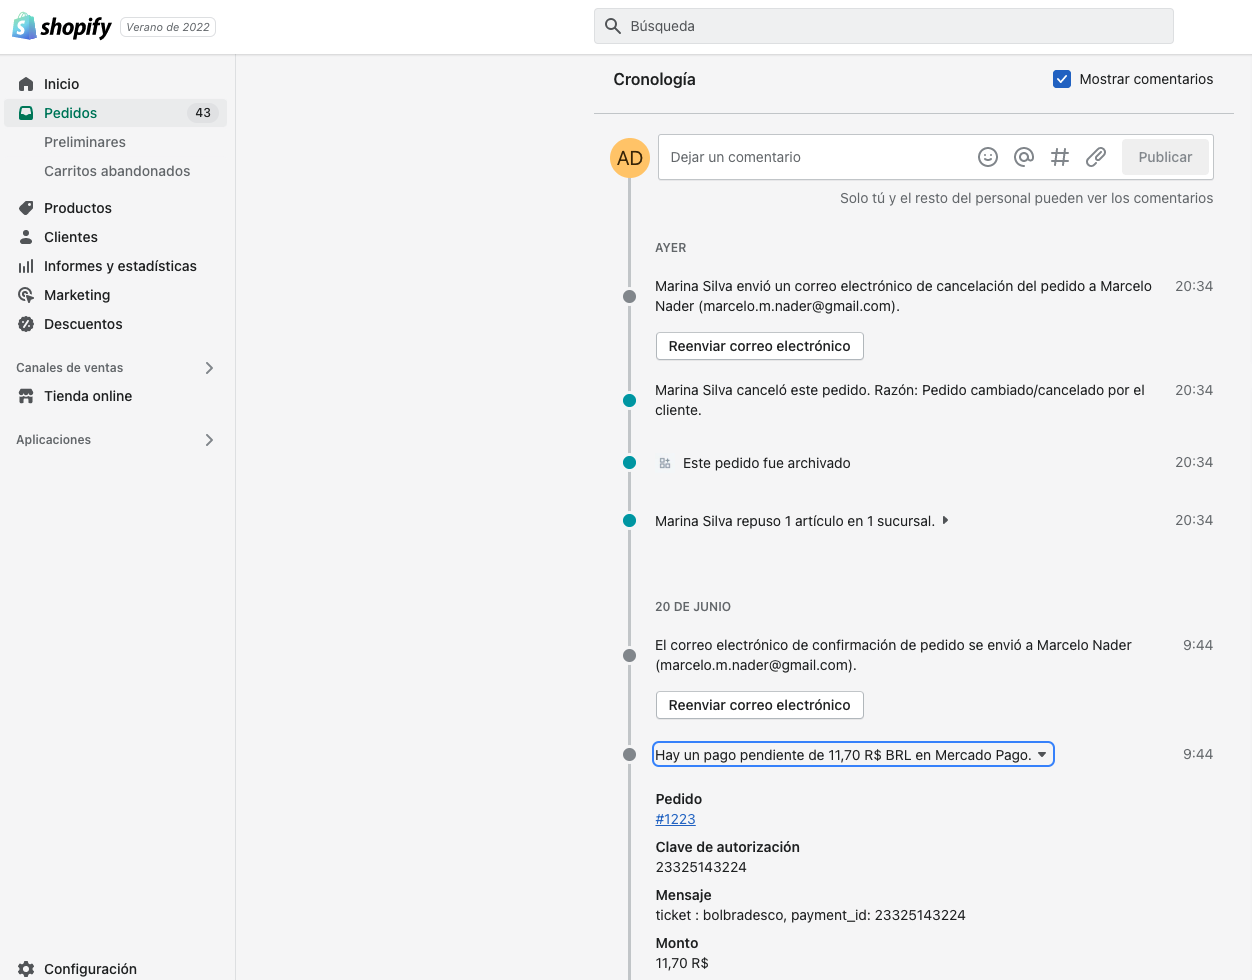 shopify
Verano de 2022
Búsqueda
Inicio
Pedidos
43
Preliminares
Carritos abandonados
Productos
Clientes
Informes y estadísticas
Marketing
Descuentos
Canales de ventas
Tienda online
Aplicaciones
Configuración
Cronología
Mostrar comentarios
AD
Dejar un comentario
Publicar
Solo tú y el resto del personal pueden ver los comentarios
AYER
Marina Silva envió un correo electrónico de cancelación del pedido a Marcelo
Nader (marcelo.m.nader@gmail.com).
20:34
Reenviar correo electrónico
Marina Silva canceló este pedido. Razón: Pedido cambiado/cancelado por el
cliente.
20:34
Este pedido fue archivado
20:34
Marina Silva repuso 1 artículo en 1 sucursal.
20:34
20 DE JUNIO
El correo electrónico de confirmación de pedido se envió a Marcelo Nader
(marcelo.m.nader@gmail.com).
9:44
Reenviar correo electrónico
Hay un pago pendiente de 11,70 R$ BRL en Mercado Pago.
9:44
Pedido
#1223
Clave de autorización
23325143224
Mensaje
ticket : bolbradesco, payment_id: 23325143224
Monto
11,70 R$